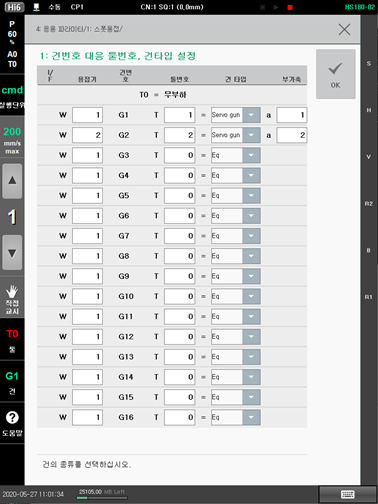 Hi6 수동 CP1 CN:1 SQ:1 (0,0mm) HS180-02
P
60
%
A0
T0
cmd
실행단위
200
mm/s
max
1
직접
교시
T0
툴
G1
건
도움말
4: 응용 파라미터/1: 스폿용접/
1: 건번호 대응 툴번호, 건타입 설정
OK
I/F 용접기 건번호 툴번호 건 타입 부가축
T0 = 무부하
W 1 G1 T 1 = Servo gun a 1
W 2 G2 T 2 = Servo gun a 2
W 1 G3 T 0 = Eq
W 1 G4 T 0 = Eq
W 1 G5 T 0 = Eq
W 1 G6 T 0 = Eq
W 1 G7 T 0 = Eq
W 1 G8 T 0 = Eq
W 1 G9 T 0 = Eq
W 1 G10 T 0 = Eq
W 1 G11 T 0 = Eq
W 1 G12 T 0 = Eq
W 1 G13 T 0 = Eq
W 1 G14 T 0 = Eq
W 1 G15 T 0 = Eq
W 1 G16 T 0 = Eq
건의 종류를 선택하십시오.
S
H
V
R2
B
R1
2020-05-27 11:01:34 25105,00 MB Left